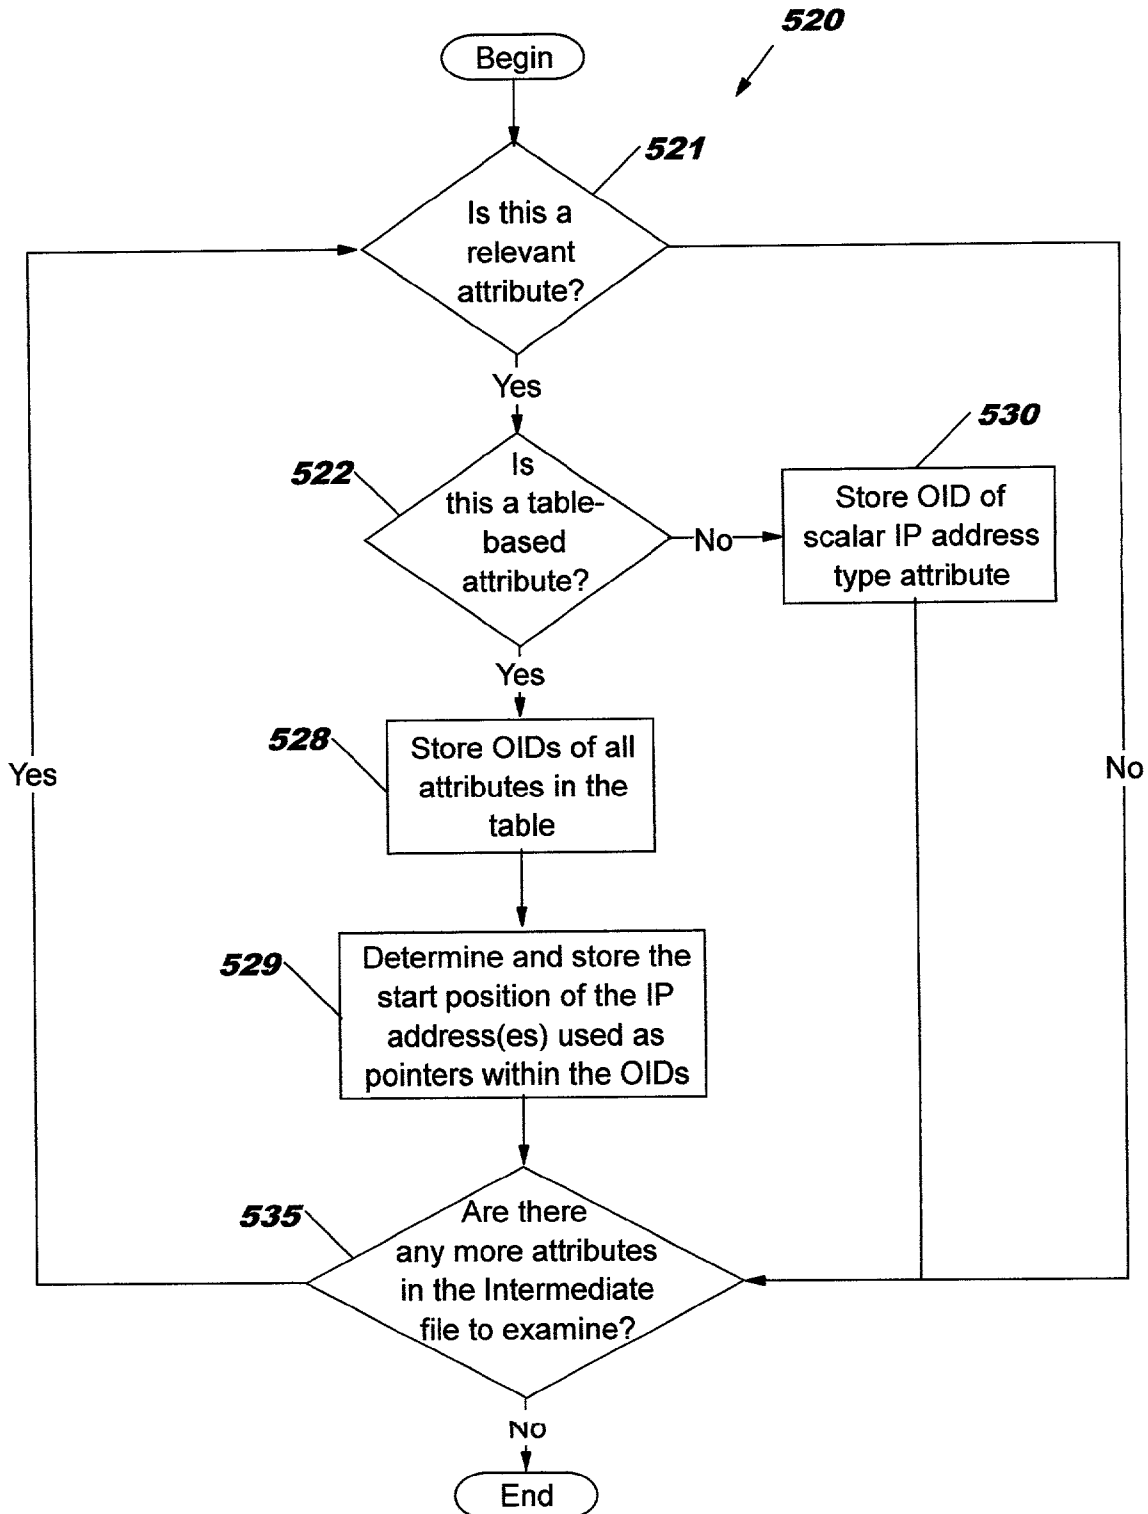 520
Begin
521
Is this a
relevant
attribute?
Yes
530
522
Is
this a table-
based
attribute?
No
Store OID of
scalar IP address
type attribute
Yes
528
Store OIDs of all
attributes in the
table
Yes
No
529
Determine and store the
start position of the IP
address(es) used as
pointers within the OIDs
535
Are there
any more attributes
in the Intermediate
file to examine?
No
End